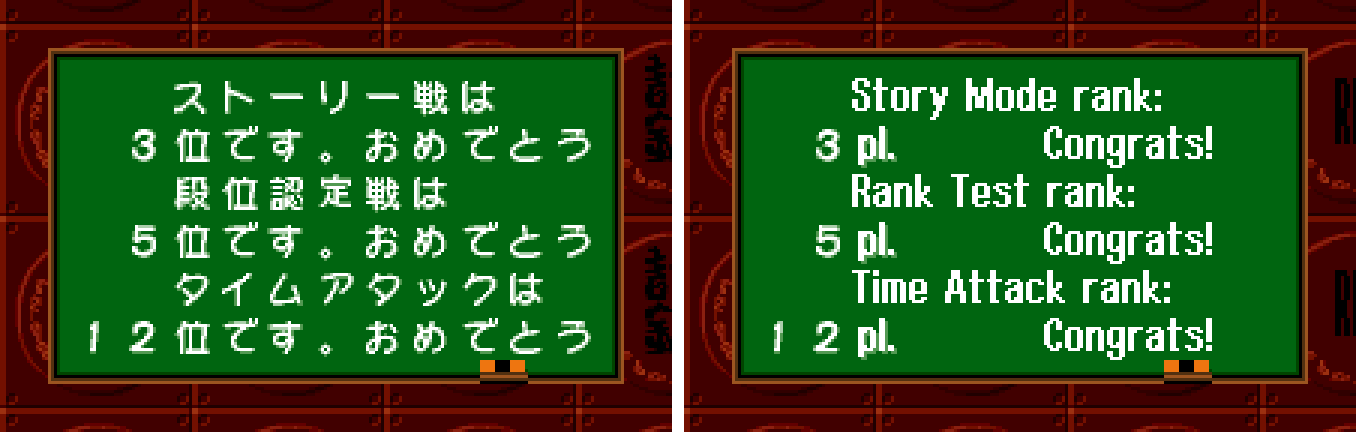 ストーリー戦は
3位です。おめでとう
段位認定戦は
5位です。おめでとう
タイムアタックは
12位です。おめでとう
Story Mode rank:
3 pl. Congrats!
Rank Test rank:
5 pl. Congrats!
Time Attack rank:
12 pl. Congrats!